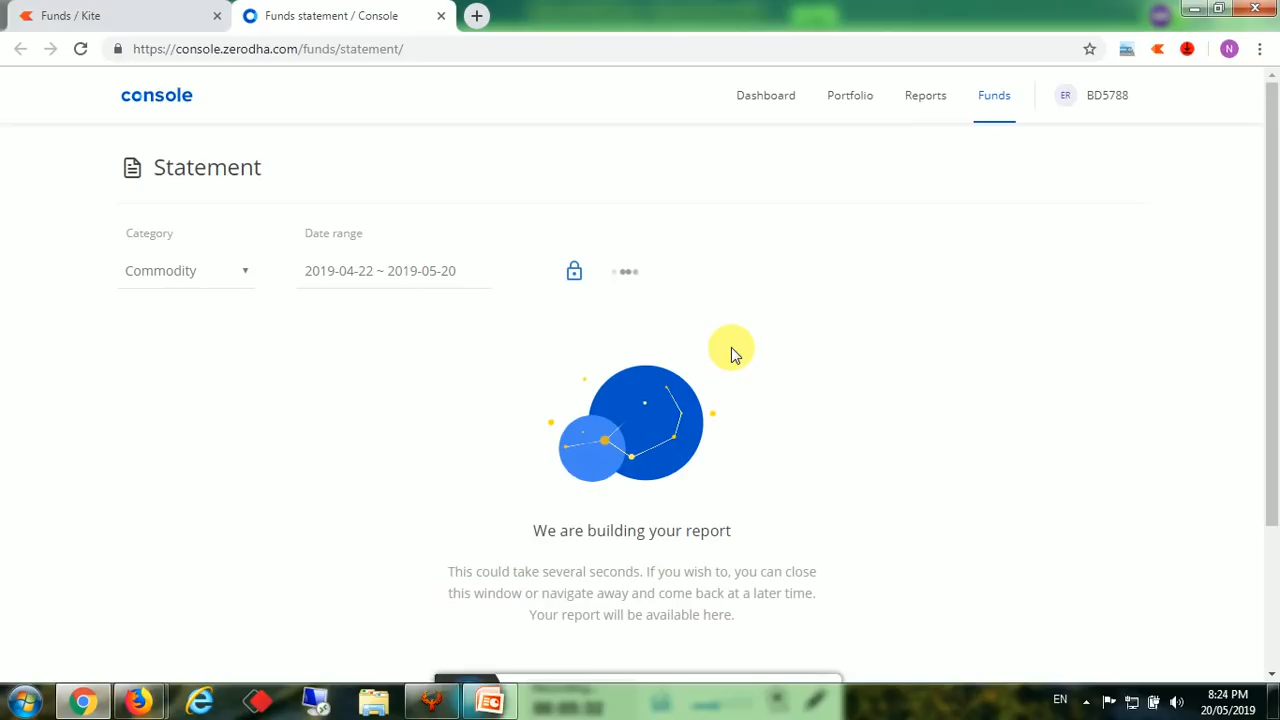 Funds / Kite
Funds statement / Console
https://console.zerodha.com/funds/statement/
N
console
Dashboard
Portfolio
Reports
Funds
ER
BD5788
Statement
Category
Date range
Commodity
2019-04-22 ~ 2019-05-20
We are building your report
This could take several seconds. If you wish to, you can close
this window or navigate away and come back at a later time.
Your report will be available here.
EN
8:24 PM
20/05/2019